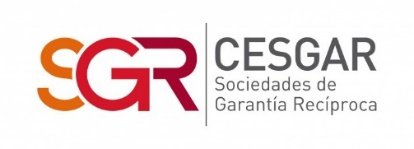 SGR
CESGAR
Sociedades de
Garantía Recíproca